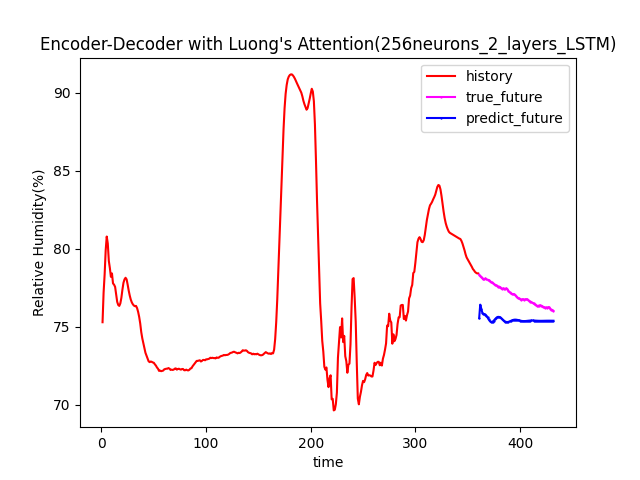 Encoder-Decoder with Luong's Attention(256neurons_2_layers_LSTM)
history
true_future
predict_future
Relative Humidity(%)
90
85
80
75
70
0 100 200 300 400
time